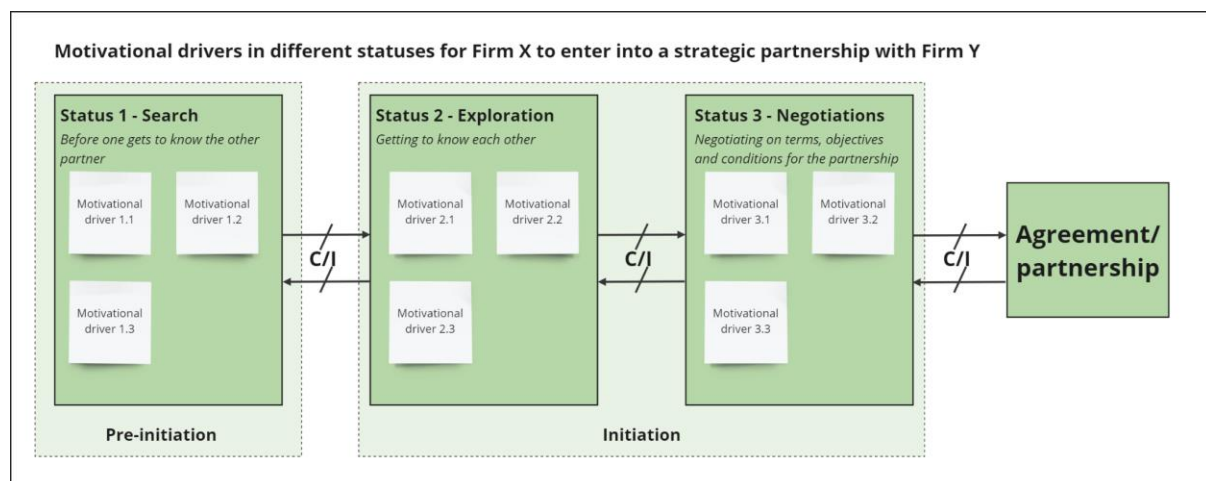 Motivational drivers in different statuses for Firm X to enter into a strategic partnership with Firm Y
Status 1 - Search
Before one gets to know the other
partner
Motivational
driver 1.1
Motivational
driver 1.2
Motivational
driver 1.3
Pre-initiation
C/I
Status 2 - Exploration
Getting to know each other
Motivational
driver 2.1
Motivational
driver 2.2
Motivational
driver 2.3
C/I
Status 3 - Negotiations
Negotiating on terms, objectives
and conditions for the partnership
Motivational
driver 3.1
Motivational
driver 3.2
Motivational
driver 3.3
Initiation
C/I
Agreement/
partnership